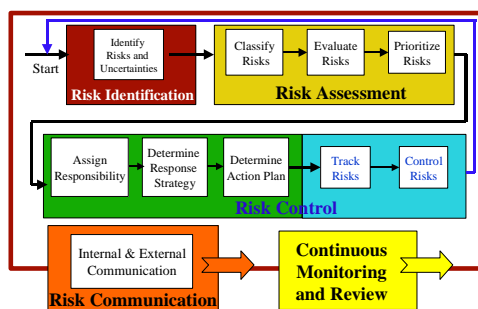 Start
Identify
Risks and
Uncertainties
Risk Identification
Classify
Risks
Evaluate
Risks
Prioritize
Risks
Risk Assessment
Assign
Responsibility
Determine
Response
Strategy
Determine
Action Plan
Track
Risks
Control
Risks
Risk Control
Internal & External
Communication
Risk Communication
Continuous
Monitoring
and Review